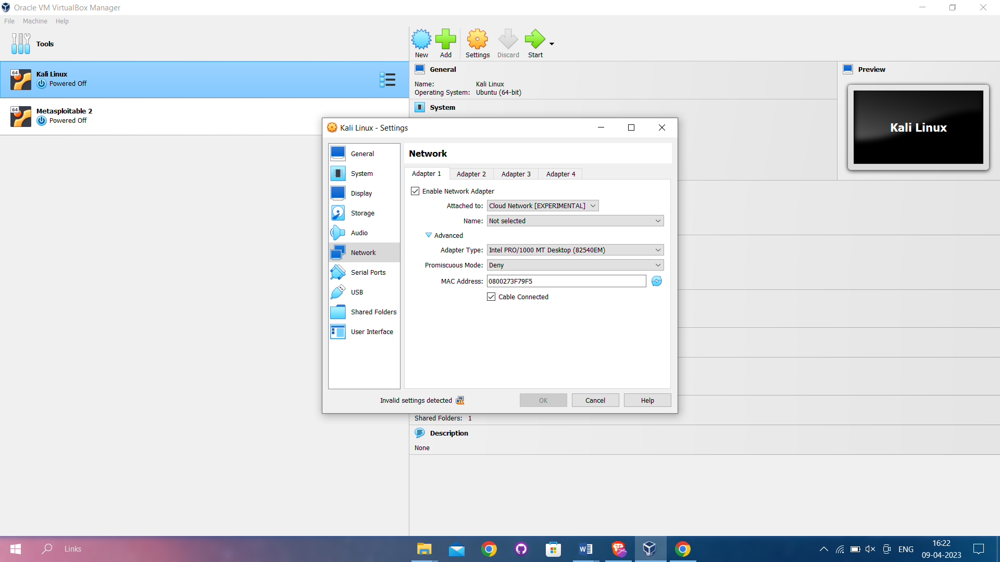 Oracle VM VirtualBox Manager
File Machine Help
Tools
New Add Settings Discard Start
64
Kali Linux
Powered Off
64
Metasploitable 2
Powered Off
General
Name: Kali Linux
Operating System: Ubuntu (64-bit)
System
Preview
Kali Linux
Kali Linux - Settings
General
System
Display
Storage
Audio
Network
Serial Ports
USB
Shared Folders
User Interface
Network
Adapter 1 Adapter 2 Adapter 3 Adapter 4
Enable Network Adapter
Attached to: Cloud Network [EXPERIMENTAL]
Name: Not selected
Advanced
Adapter Type: Intel PRO/1000 MT Desktop (82540EM)
Promiscuous Mode: Deny
MAC Address: 0800273F79F5
Cable Connected
Invalid settings detected
OK Cancel Help
Shared Folders: 1
Description
None
Links
ENG
16:22
09-04-2023